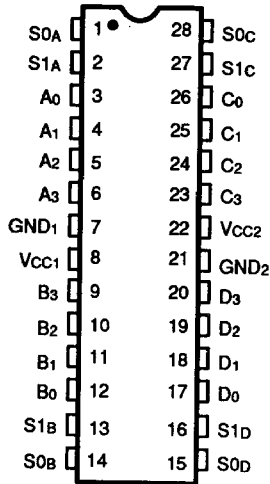 S0A 1 28 S0C
S1A 2 27 S1C
A0 3 26 C0
A1 4 25 C1
A2 5 24 C2
A3 6 23 C3
GND1 7 22 VCC2
VCC1 8 21 GND2
B3 9 20 D3
B2 10 19 D2
B1 11 18 D1
B0 12 17 D0
S1B 13 16 S1D
S0B 14 15 S0D